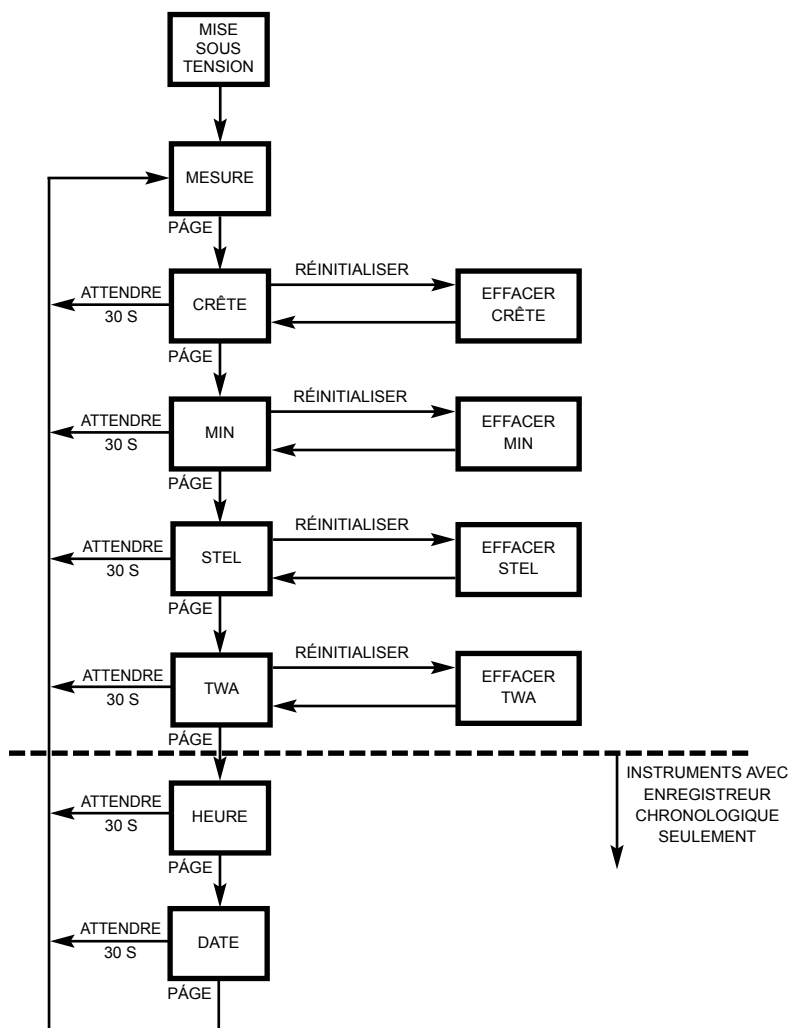 MISE
SOUS
TENSION
MESURE
PÁGE
RÉINITIALISER
ATTENDRE
30 S
CRÊTE
EFFACER
CRÊTE
PÁGE
RÉINITIALISER
ATTENDRE
30 S
MIN
EFFACER
MIN
PÁGE
RÉINITIALISER
ATTENDRE
30 S
STEL
EFFACER
STEL
PÁGE
RÉINITIALISER
ATTENDRE
30 S
TWA
EFFACER
TWA
PÁGE
INSTRUMENTS AVEC
ENREGISTREUR
CHRONOLOGIQUE
SEULEMENT
ATTENDRE
30 S
HEURE
PÁGE
ATTENDRE
30 S
DATE
PÁGE